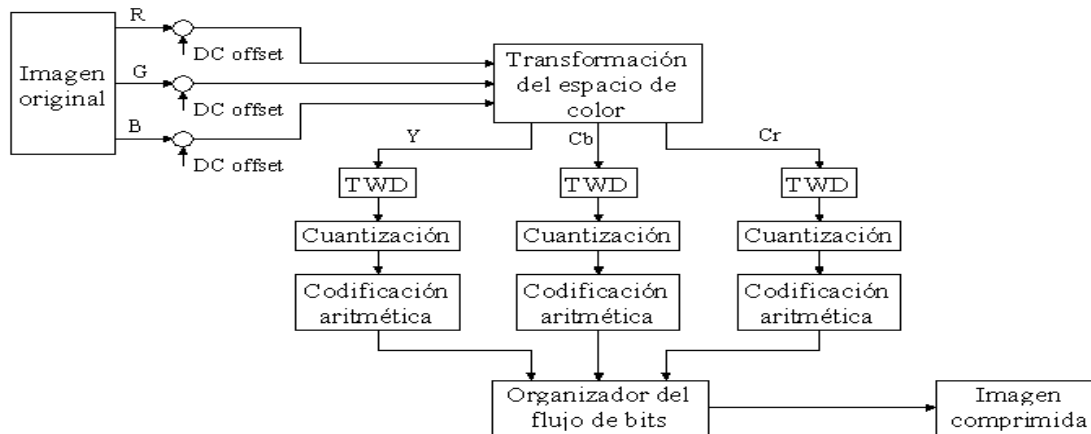 R
DC offset
Imagen
original
G
DC offset
B
DC offset
Transformación
del espacio de
color
Y
Cb
Cr
TWD
TWD
TWD
Cuantización
Cuantización
Cuantización
Codificación
aritmética
Codificación
aritmética
Codificación
aritmética
Organizador del
flujo de bits
Imagen
comprimida